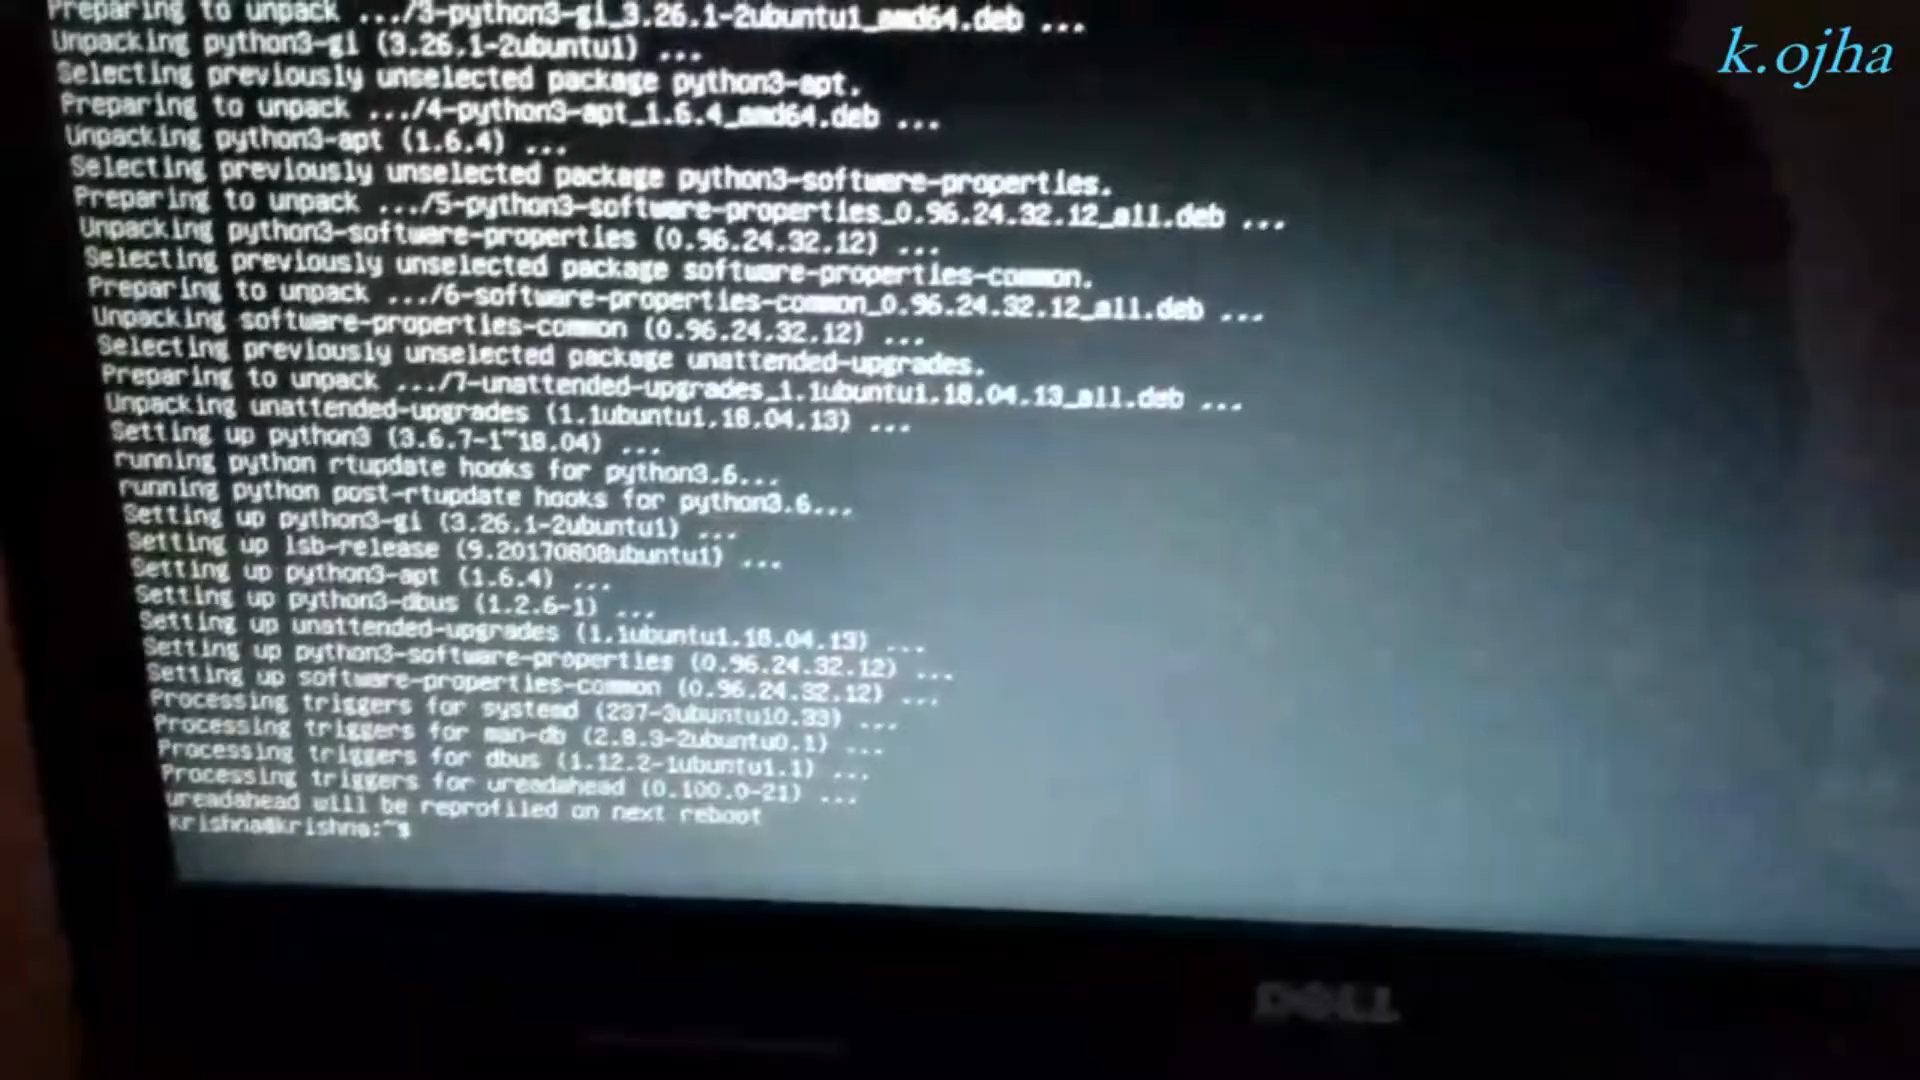 Preparing to unpack .../3-python3-gi_3.26.1-2ubuntu1_amd64.deb ...
Unpacking python3-gi (3.26.1-2ubuntu1) ...
Selecting previously unselected package python3-apt.
Preparing to unpack .../4-python3-apt_1.6.4_amd64.deb ...
Unpacking python3-apt (1.6.4) ...
Selecting previously unselected package python3-software-properties.
Preparing to unpack .../5-python3-software-properties_0.96.24.32.12_all.deb ...
Unpacking python3-software-properties (0.96.24.32.12) ...
Selecting previously unselected package software-properties-common.
Preparing to unpack .../6-software-properties-common_0.96.24.32.12_all.deb ...
Unpacking software-properties-common (0.96.24.32.12) ...
Selecting previously unselected package unattended-upgrades.
Preparing to unpack .../7-unattended-upgrades_1.1ubuntu1.18.04.13_all.deb ...
Unpacking unattended-upgrades (1.1ubuntu1.18.04.13) ...
Setting up python3 (3.6.7-1~18.04) ...
running python rtupdate hooks for python3.6...
running python post-rtupdate hooks for python3.6...
Setting up python3-gi (3.26.1-2ubuntu1) ...
Setting up lsb-release (9.20170808ubuntu1) ...
Setting up python3-apt (1.6.4) ...
Setting up python3-dbus (1.2.6-1) ...
Setting up unattended-upgrades (1.1ubuntu1.18.04.13) ...
Setting up python3-software-properties (0.96.24.32.12) ...
Setting up software-properties-common (0.96.24.32.12) ...
Processing triggers for systemd (237-3ubuntu10.33) ...
Processing triggers for man-db (2.8.3-2ubuntu0.1) ...
Processing triggers for dbus (1.12.2-1ubuntu1.1) ...
Processing triggers for ureadahead (0.100.0-21) ...
ureadahead will be reprofiled on next reboot
krishna@krishna:~$
k.ojha
DELL